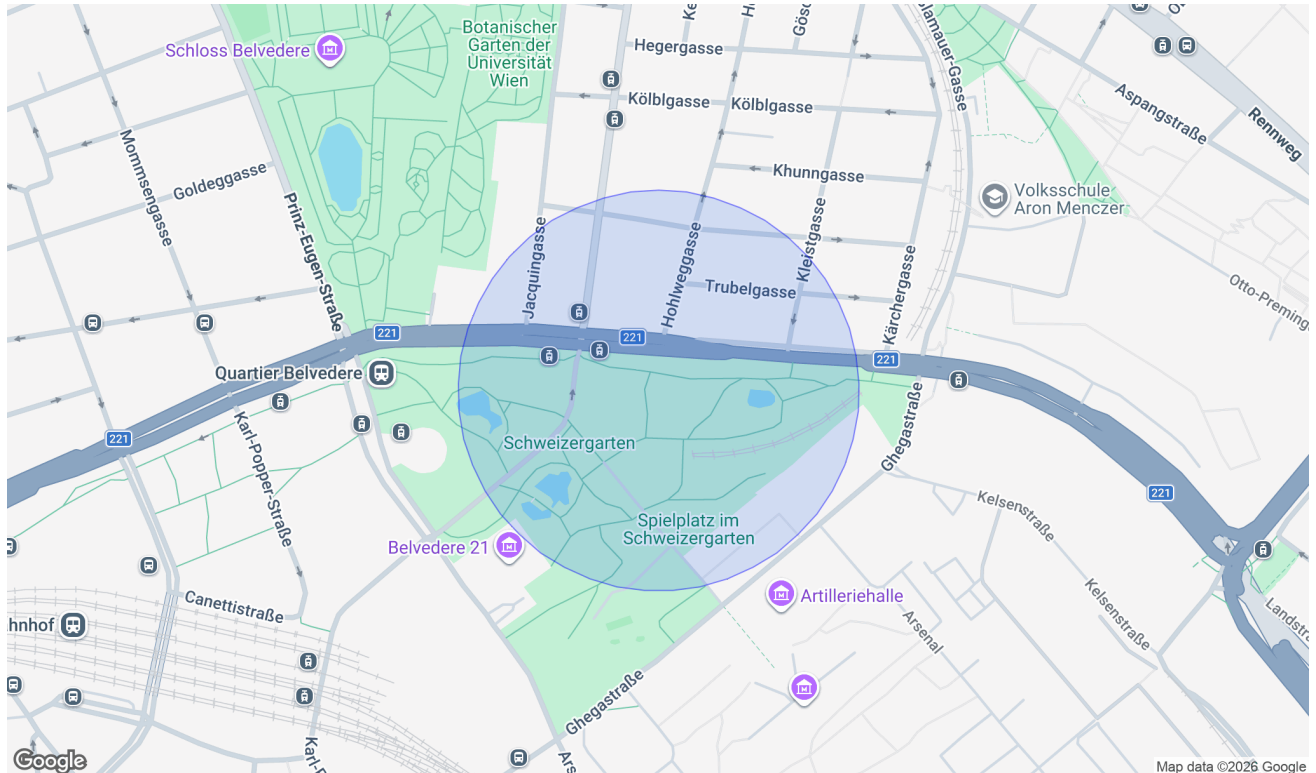 Schloss Belvedere
Botanischer
Garten der
Universität
Wien
Hegergasse
Kölblgasse
Kölblgasse
Aspangstraße
Rennweg
Mommsengasse
Goldeggasse
Khunngasse
Volksschule
Aron Menczer
Prinz-Eugen-Straße
Jacquingasse
Hohlweggasse
Kleistgasse
Kärchergasse
Trubelgasse
221
221
221
Quartier Belvedere
221
221
Karl-Popper-Straße
Schweizergarten
Ghegastraße
Kelsenstraße
Spielplatz im
Schweizergarten
Belvedere 21
Kelsenstraße
Canettistraße
Artilleriehalle
Arsenal
Ghegastraße
Google
Map data ©2026 Google